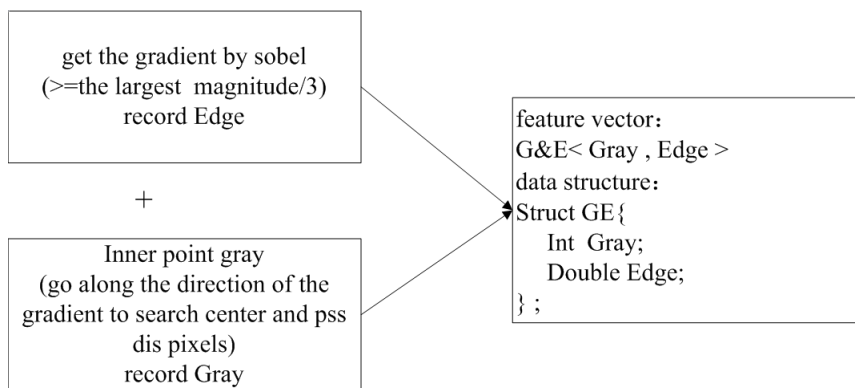 get the gradient by sobel
(>=the largest magnitude/3)
record Edge
+
Inner point gray
(go along the direction of the
gradient to search center and pss
dis pixels)
record Gray
feature vector：
G&E< Gray , Edge >
data structure：
Struct GE{
Int Gray;
Double Edge;
} ;